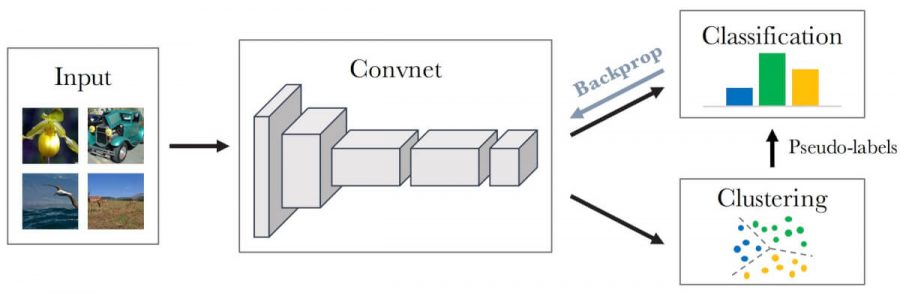 Input
Convnet
Backprop
Classification
Pseudo-labels
Clustering